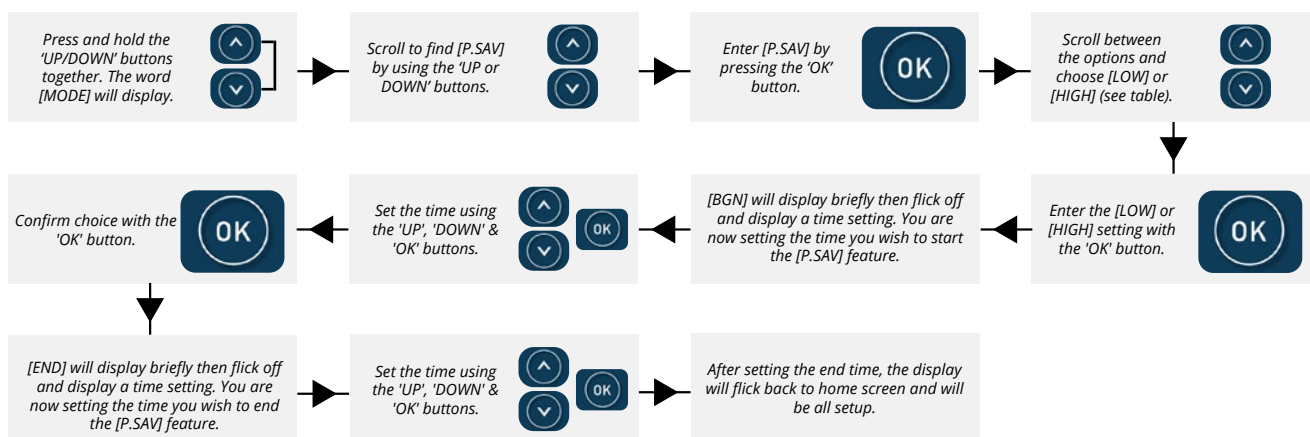 Press and hold the
‘UP/DOWN’ buttons
together. The word
[MODE] will display.
Scroll to find [P.SAV]
by using the ‘UP or
DOWN’ buttons.
Enter [P.SAV] by
pressing the ‘OK’
button.
OK
Scroll between
the options and
choose [LOW] or
[HIGH] (see table).
Enter the [LOW] or
[HIGH] setting with
the 'OK' button.
OK
[BGN] will display briefly then flick off
and display a time setting. You are
now setting the time you wish to start
the [P.SAV] feature.
Set the time using
the 'UP', 'DOWN' &
'OK' buttons.
OK
Confirm choice with the
'OK' button.
OK
[END] will display briefly then flick off
and display a time setting. You are
now setting the time you wish to end
the [P.SAV] feature.
Set the time using
the 'UP', 'DOWN' &
'OK' buttons.
OK
After setting the end time, the display
will flick back to home screen and will
be all setup.